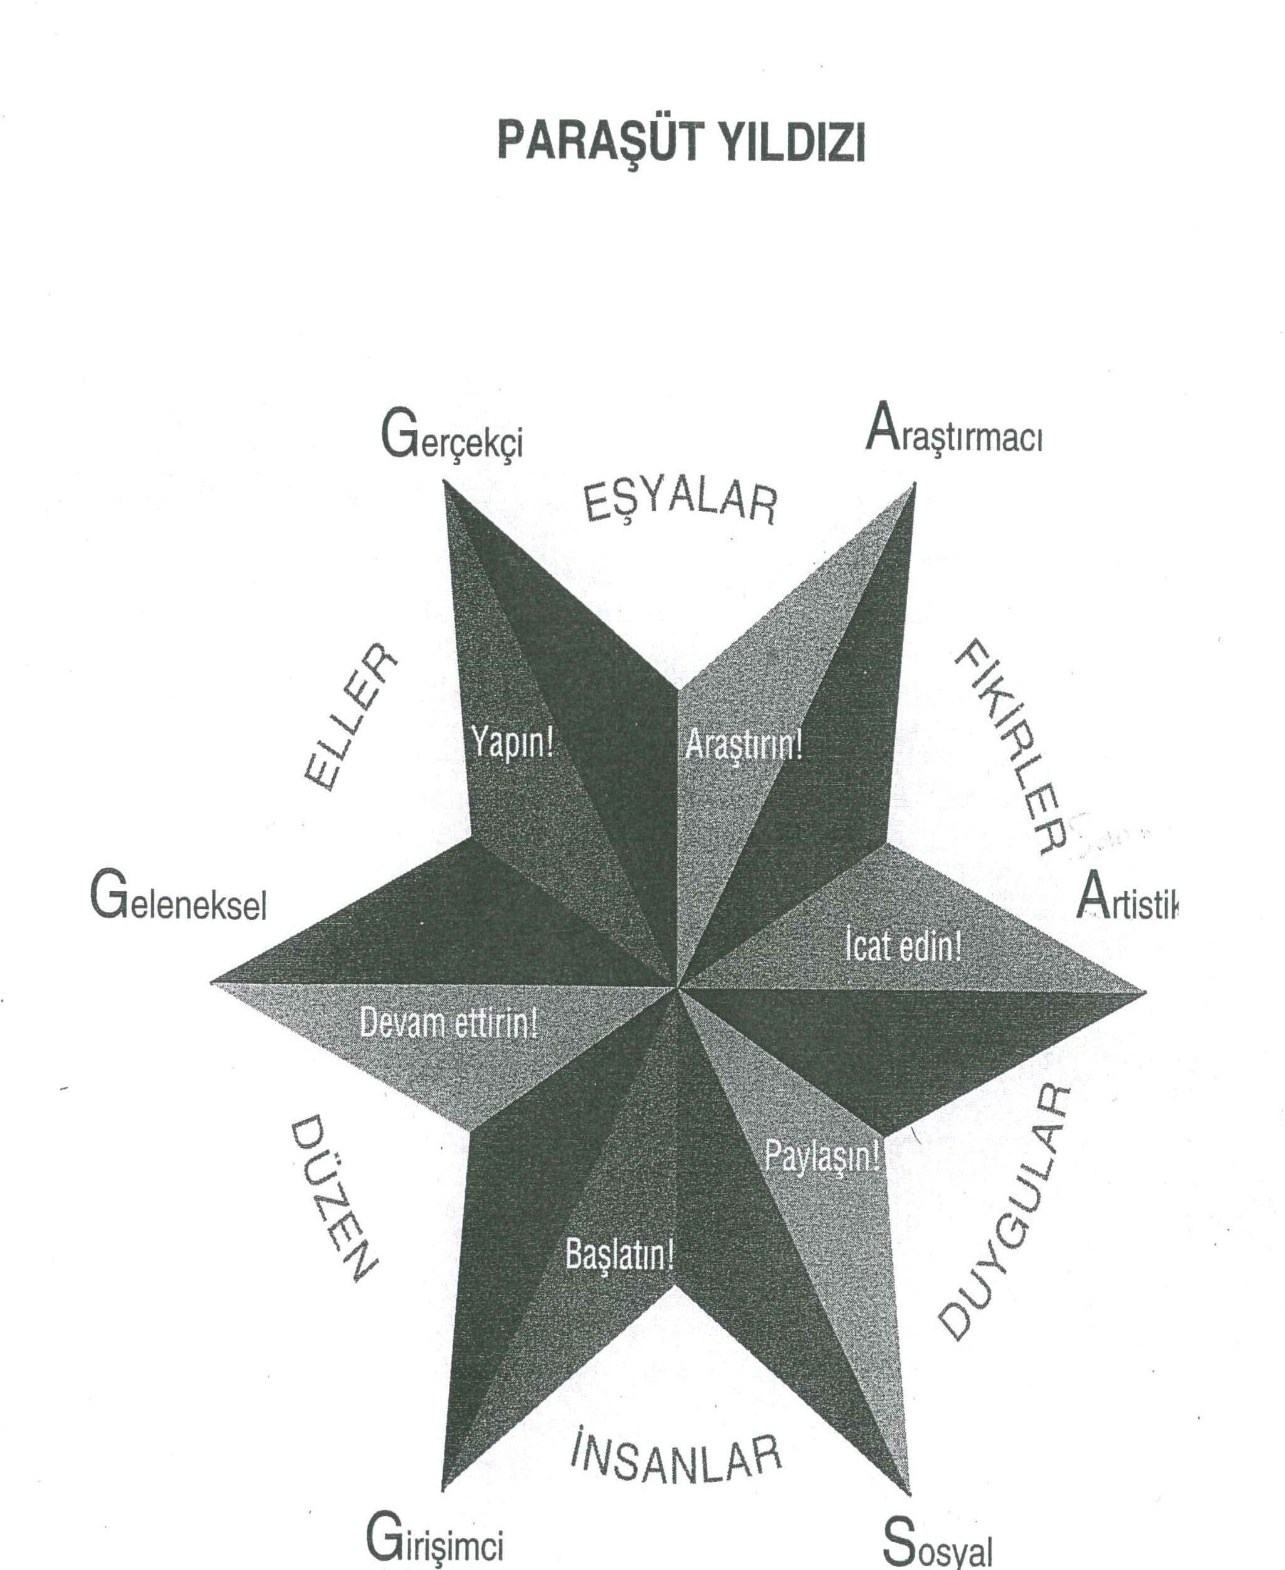 PARAŞÜT YILDIZI
Gerçekçi
Araştırmacı
EŞYALAR
ELLER
FİKİRLER
Yapın!
Araştırın!
Geleneksel
Artistik
İcat edin!
Devam ettirin!
DÜZEN
DUYGULAR
Paylaşın!
Başlatın!
İNSANLAR
Girişimci
Sosyal